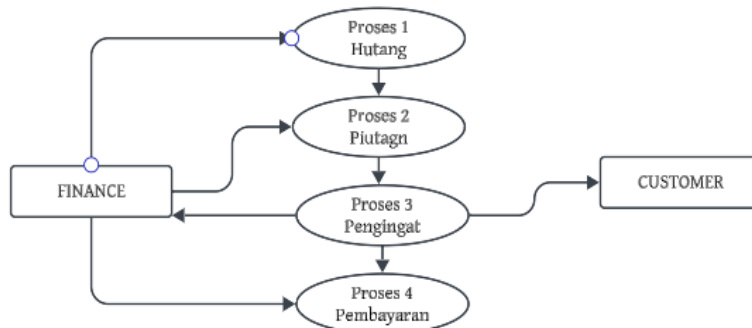 Proses 1
Hutang
Proses 2
Piutagn
FINANCE
CUSTOMER
Proses 3
Pengingat
Proses 4
Pembayaran